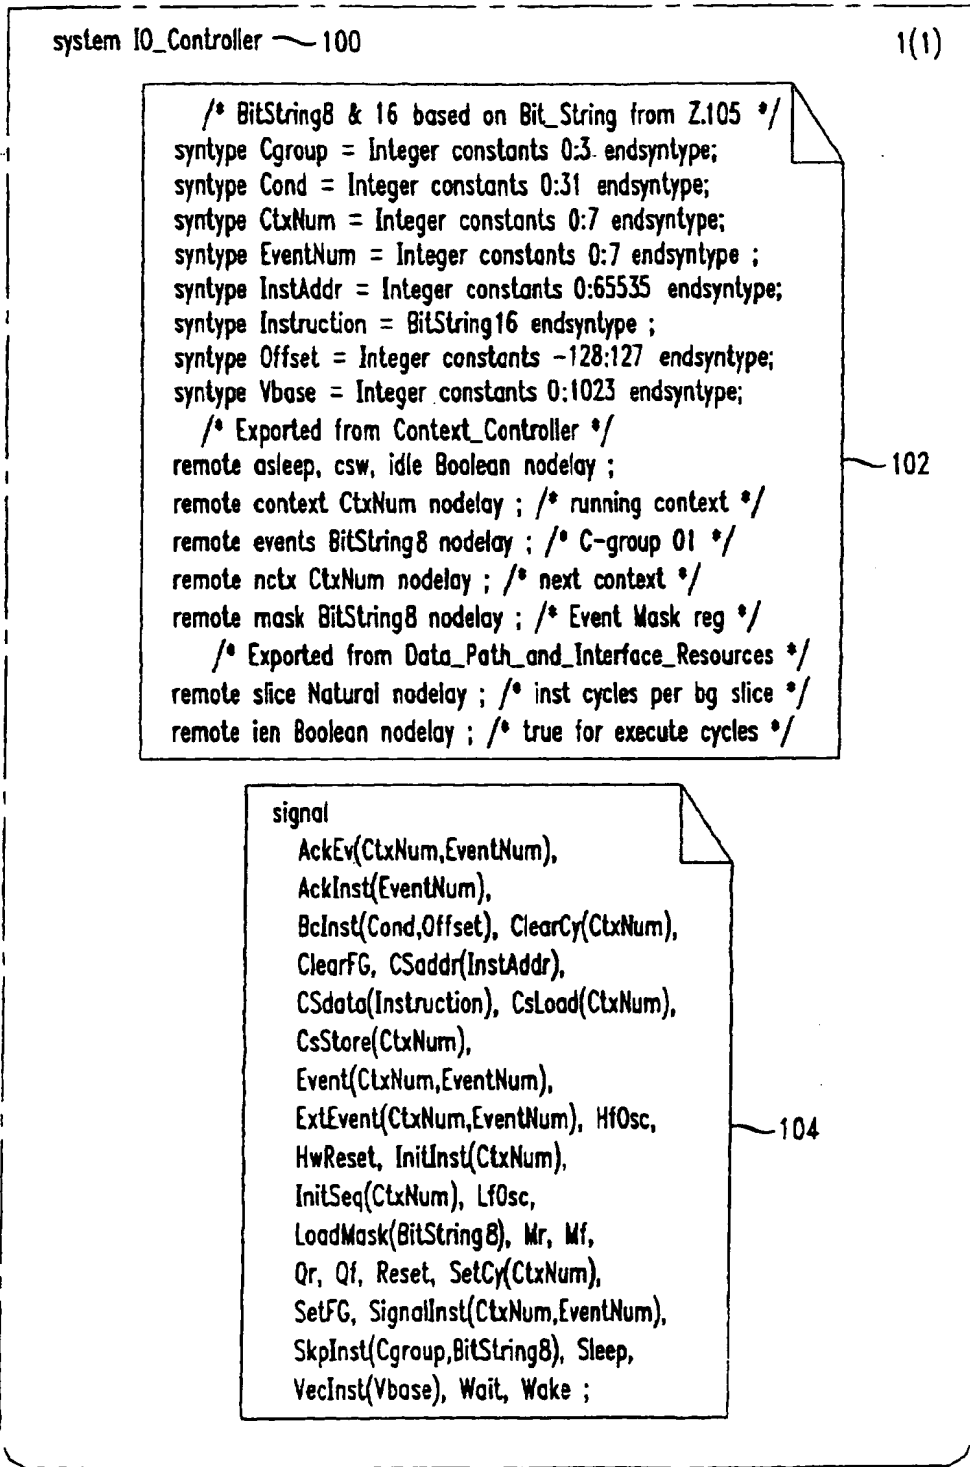 system IO_Controller 100 1(1)
/* BitString8 & 16 based on Bit_String from Z.105 */
syntype Cgroup = Integer constants 0:3 endsyntype;
syntype Cond = Integer constants 0:31 endsyntype;
syntype CtxNum = Integer constants 0:7 endsyntype;
syntype EventNum = Integer constants 0:7 endsyntype ;
syntype InstAddr = Integer constants 0:65535 endsyntype;
syntype Instruction = BitString16 endsyntype ;
syntype Offset = Integer constants -128:127 endsyntype;
syntype Vbase = Integer constants 0:1023 endsyntype;
/* Exported from Context_Controller */
remote asleep, csw, idle Boolean nodelay ;
102
remote context CtxNum nodelay ; /* running context */
remote events BitString8 nodelay ; /* C-group 01 */
remote nctx CtxNum nodelay ; /* next context */
remote mask BitString8 nodelay ; /* Event Mask reg */
/* Exported from Data_Path_and_Interface_Resources */
remote slice Natural nodelay ; /* inst cycles per bg slice */
remote ien Boolean nodelay ; /* true for execute cycles */
signal
AckEv(CtxNum,EventNum),
AckInst(EventNum),
BcInst(Cond,Offset), ClearCy(CtxNum),
ClearFG, CSaddr(InstAddr),
CSdata(Instruction), CsLoad(CtxNum),
CsStore(CtxNum),
Event(CtxNum,EventNum),
ExtEvent(CtxNum,EventNum), HfOsc,
104
HwReset, InitInst(CtxNum),
InitSeq(CtxNum), LfOsc,
LoadMask(BitString8), Mr, Mf,
Qr, Qf, Reset, SetCy(CtxNum),
SetFG, SignalInst(CtxNum,EventNum),
SkpInst(Cgroup,BitString8), Sleep,
VecInst(Vbase), Wait, Wake ;